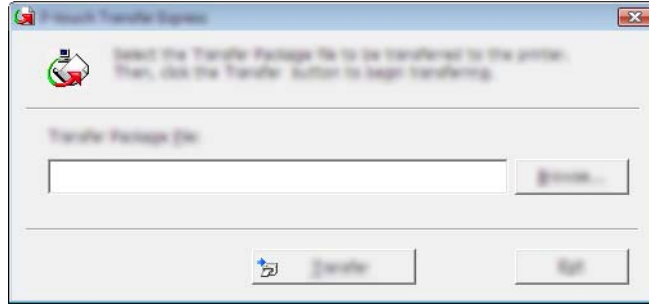 P-touch Transfer Express
Select the Transfer Package file to be transferred to the printer.
Then, click the Transfer button to begin transferring.
Transfer Package file:
Browse...
Transfer
Exit